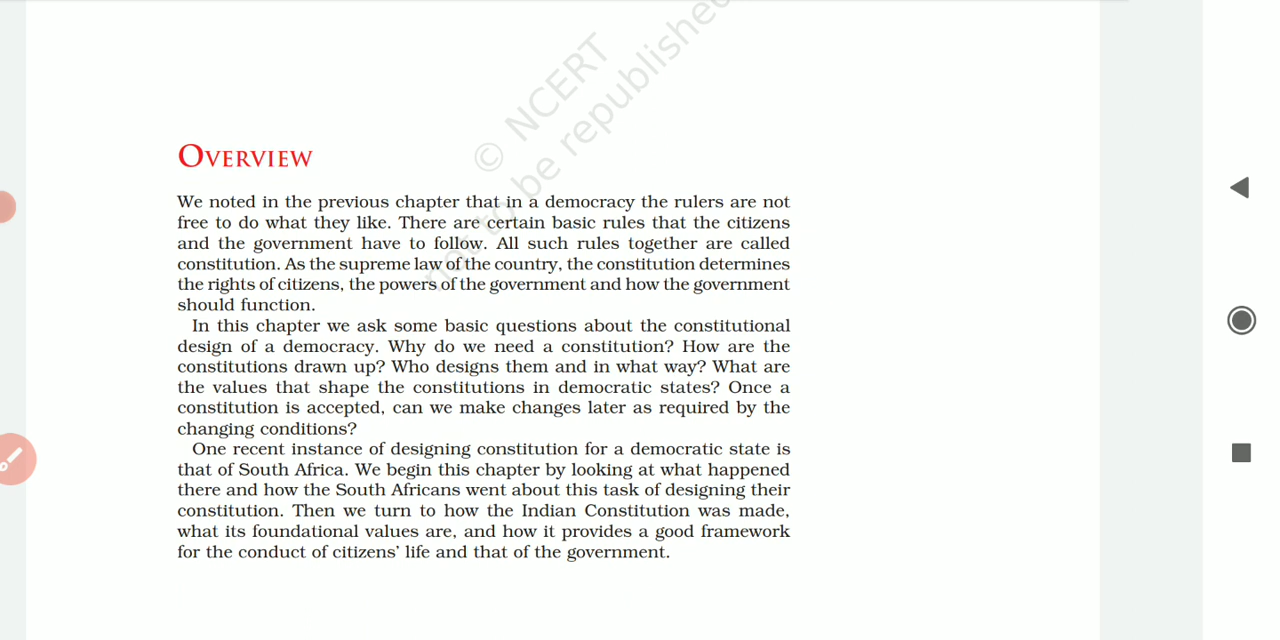 © NCERT
not to be republished
OVERVIEW
We noted in the previous chapter that in a democracy the rulers are not
free to do what they like. There are certain basic rules that the citizens
and the government have to follow. All such rules together are called
constitution. As the supreme law of the country, the constitution determines
the rights of citizens, the powers of the government and how the government
should function.
In this chapter we ask some basic questions about the constitutional
design of a democracy. Why do we need a constitution? How are the
constitutions drawn up? Who designs them and in what way? What are
the values that shape the constitutions in democratic states? Once a
constitution is accepted, can we make changes later as required by the
changing conditions?
One recent instance of designing constitution for a democratic state is
that of South Africa. We begin this chapter by looking at what happened
there and how the South Africans went about this task of designing their
constitution. Then we turn to how the Indian Constitution was made,
what its foundational values are, and how it provides a good framework
for the conduct of citizens’ life and that of the government.